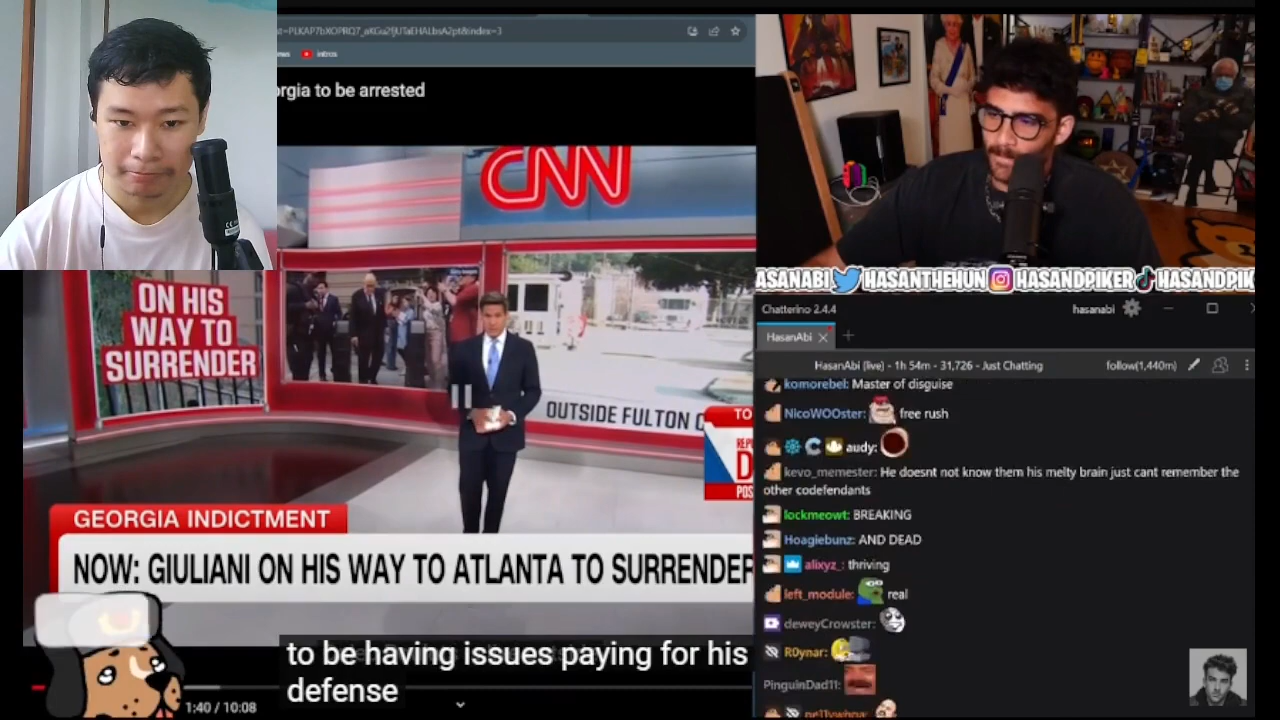 intros
orgia to be arrested
CNN
ON HIS
WAY TO
SURRENDER
OUTSIDE FULTON C
TO
D
POS
GEORGIA INDICTMENT
NOW: GIULIANI ON HIS WAY TO ATLANTA TO SURRENDER
to be having issues paying for his
defense
1:40 / 10:08
ASANABI HASANTHEHUN HASANDPIKER HASANDPIK
Chatterino 2.4.4
hasanabi
HasanAbi
HasanAbi (live) - 1h 54m - 31,726 - Just Chatting
follow(1,440m)
komorebel: Master of disguise
NicoWOOster: free rush
audy:
kevo_memester: He doesnt not know them his melty brain just cant remember the
other codefendants
lockmeowt: BREAKING
Hoagiebunz: AND DEAD
alixyz_: thriving
left_module: real
deweyCrowster:
R0ynar:
PinguinDad11: